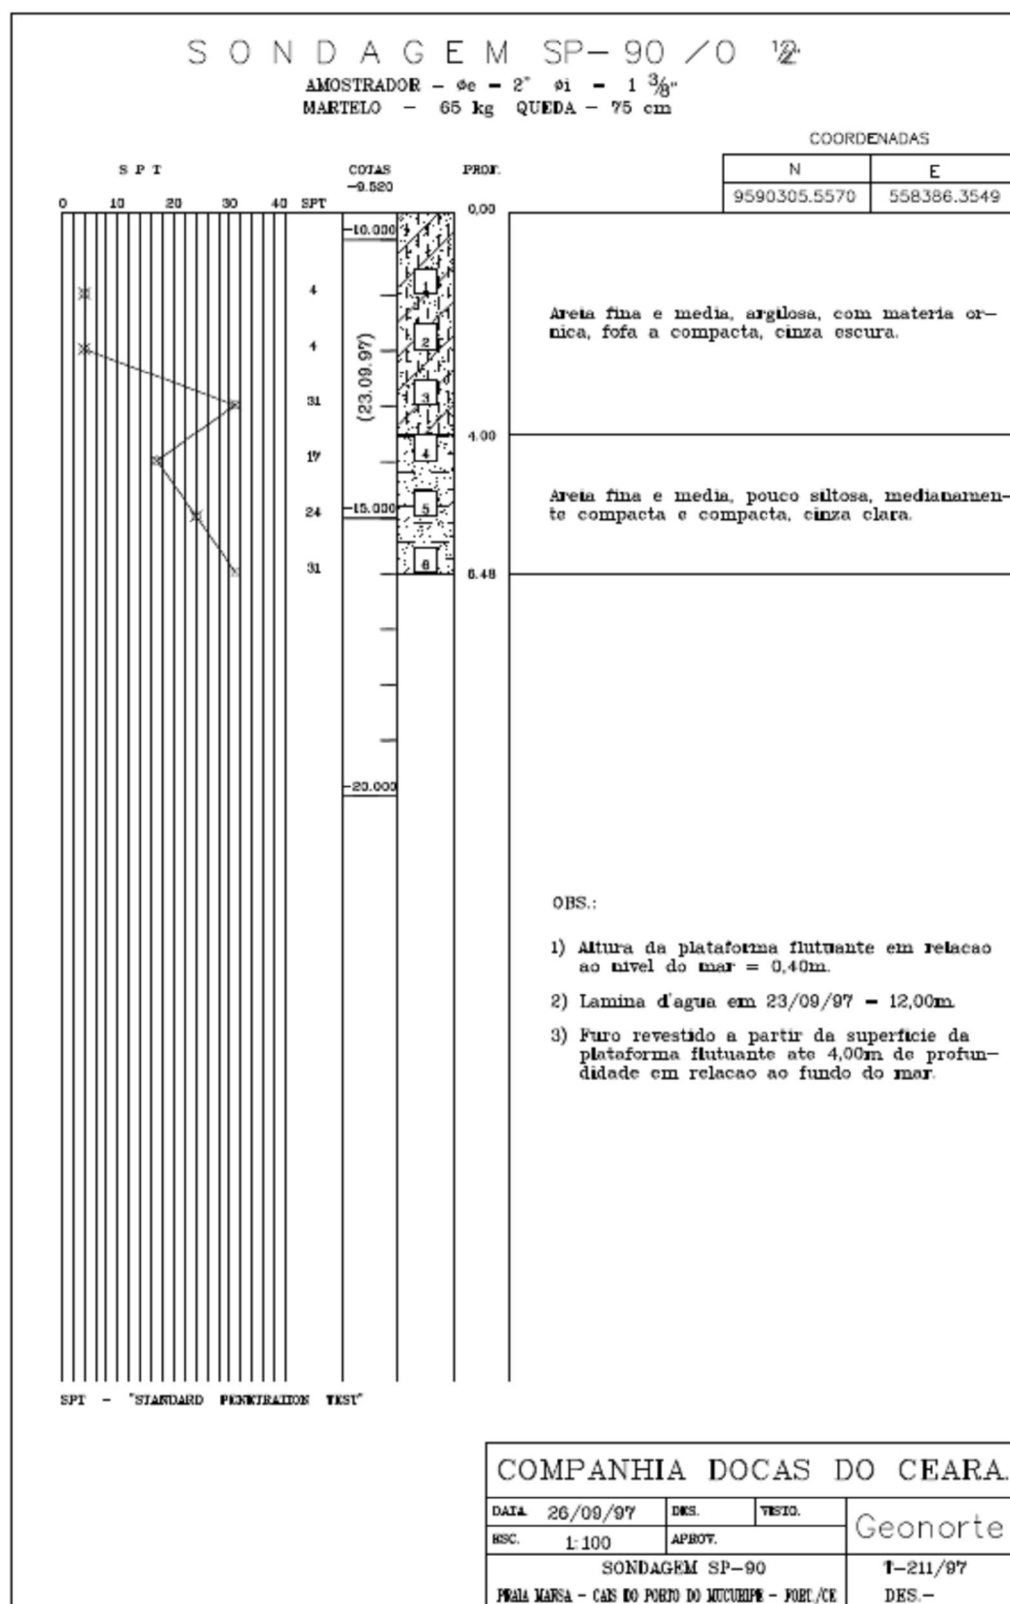 SONDAGEM SP-90 /O 1/2"
AMOSTRADOR - øe = 2" øi = 1 3/8"
MARTELO - 65 kg QUEDA - 75 cm
COORDENADAS
N E
9590305.5570 558386.3549
SPT COTAS PROF.
-9.520
0 10 20 30 40 SPT 0,00
-10.000
1
4
2
4
(23.09.97)
3
31
4.00
4
17
5
24
-15.000
6
31
6.48
-20.000
Areia fina e media, argilosa, com materia or-
nica, fofa a compacta, cinza escura.
Areia fina e media, pouco siltosa, medianamen-
te compacta e compacta, cinza clara.
OBS.:
1) Altura da plataforma flutuante em relacao
ao nivel do mar = 0,40m.
2) Lamina d'agua em 23/09/97 = 12,00m
3) Furo revestido a partir da superficie da
plataforma flutuante ate 4,00m de profun-
didade em relacao ao fundo do mar.
SPT - "STANDARD PENETRATION TEST"
COMPANHIA DOCAS DO CEARA.
DATA 26/09/97 DES. VISTO.
Geonorte
ESC. 1:100 APROV.
SONDAGEM SP-90 T-211/97
PRAIA MANSA - CAIS DO PORTO DO MUCURIPE - FORT./CE DES.-